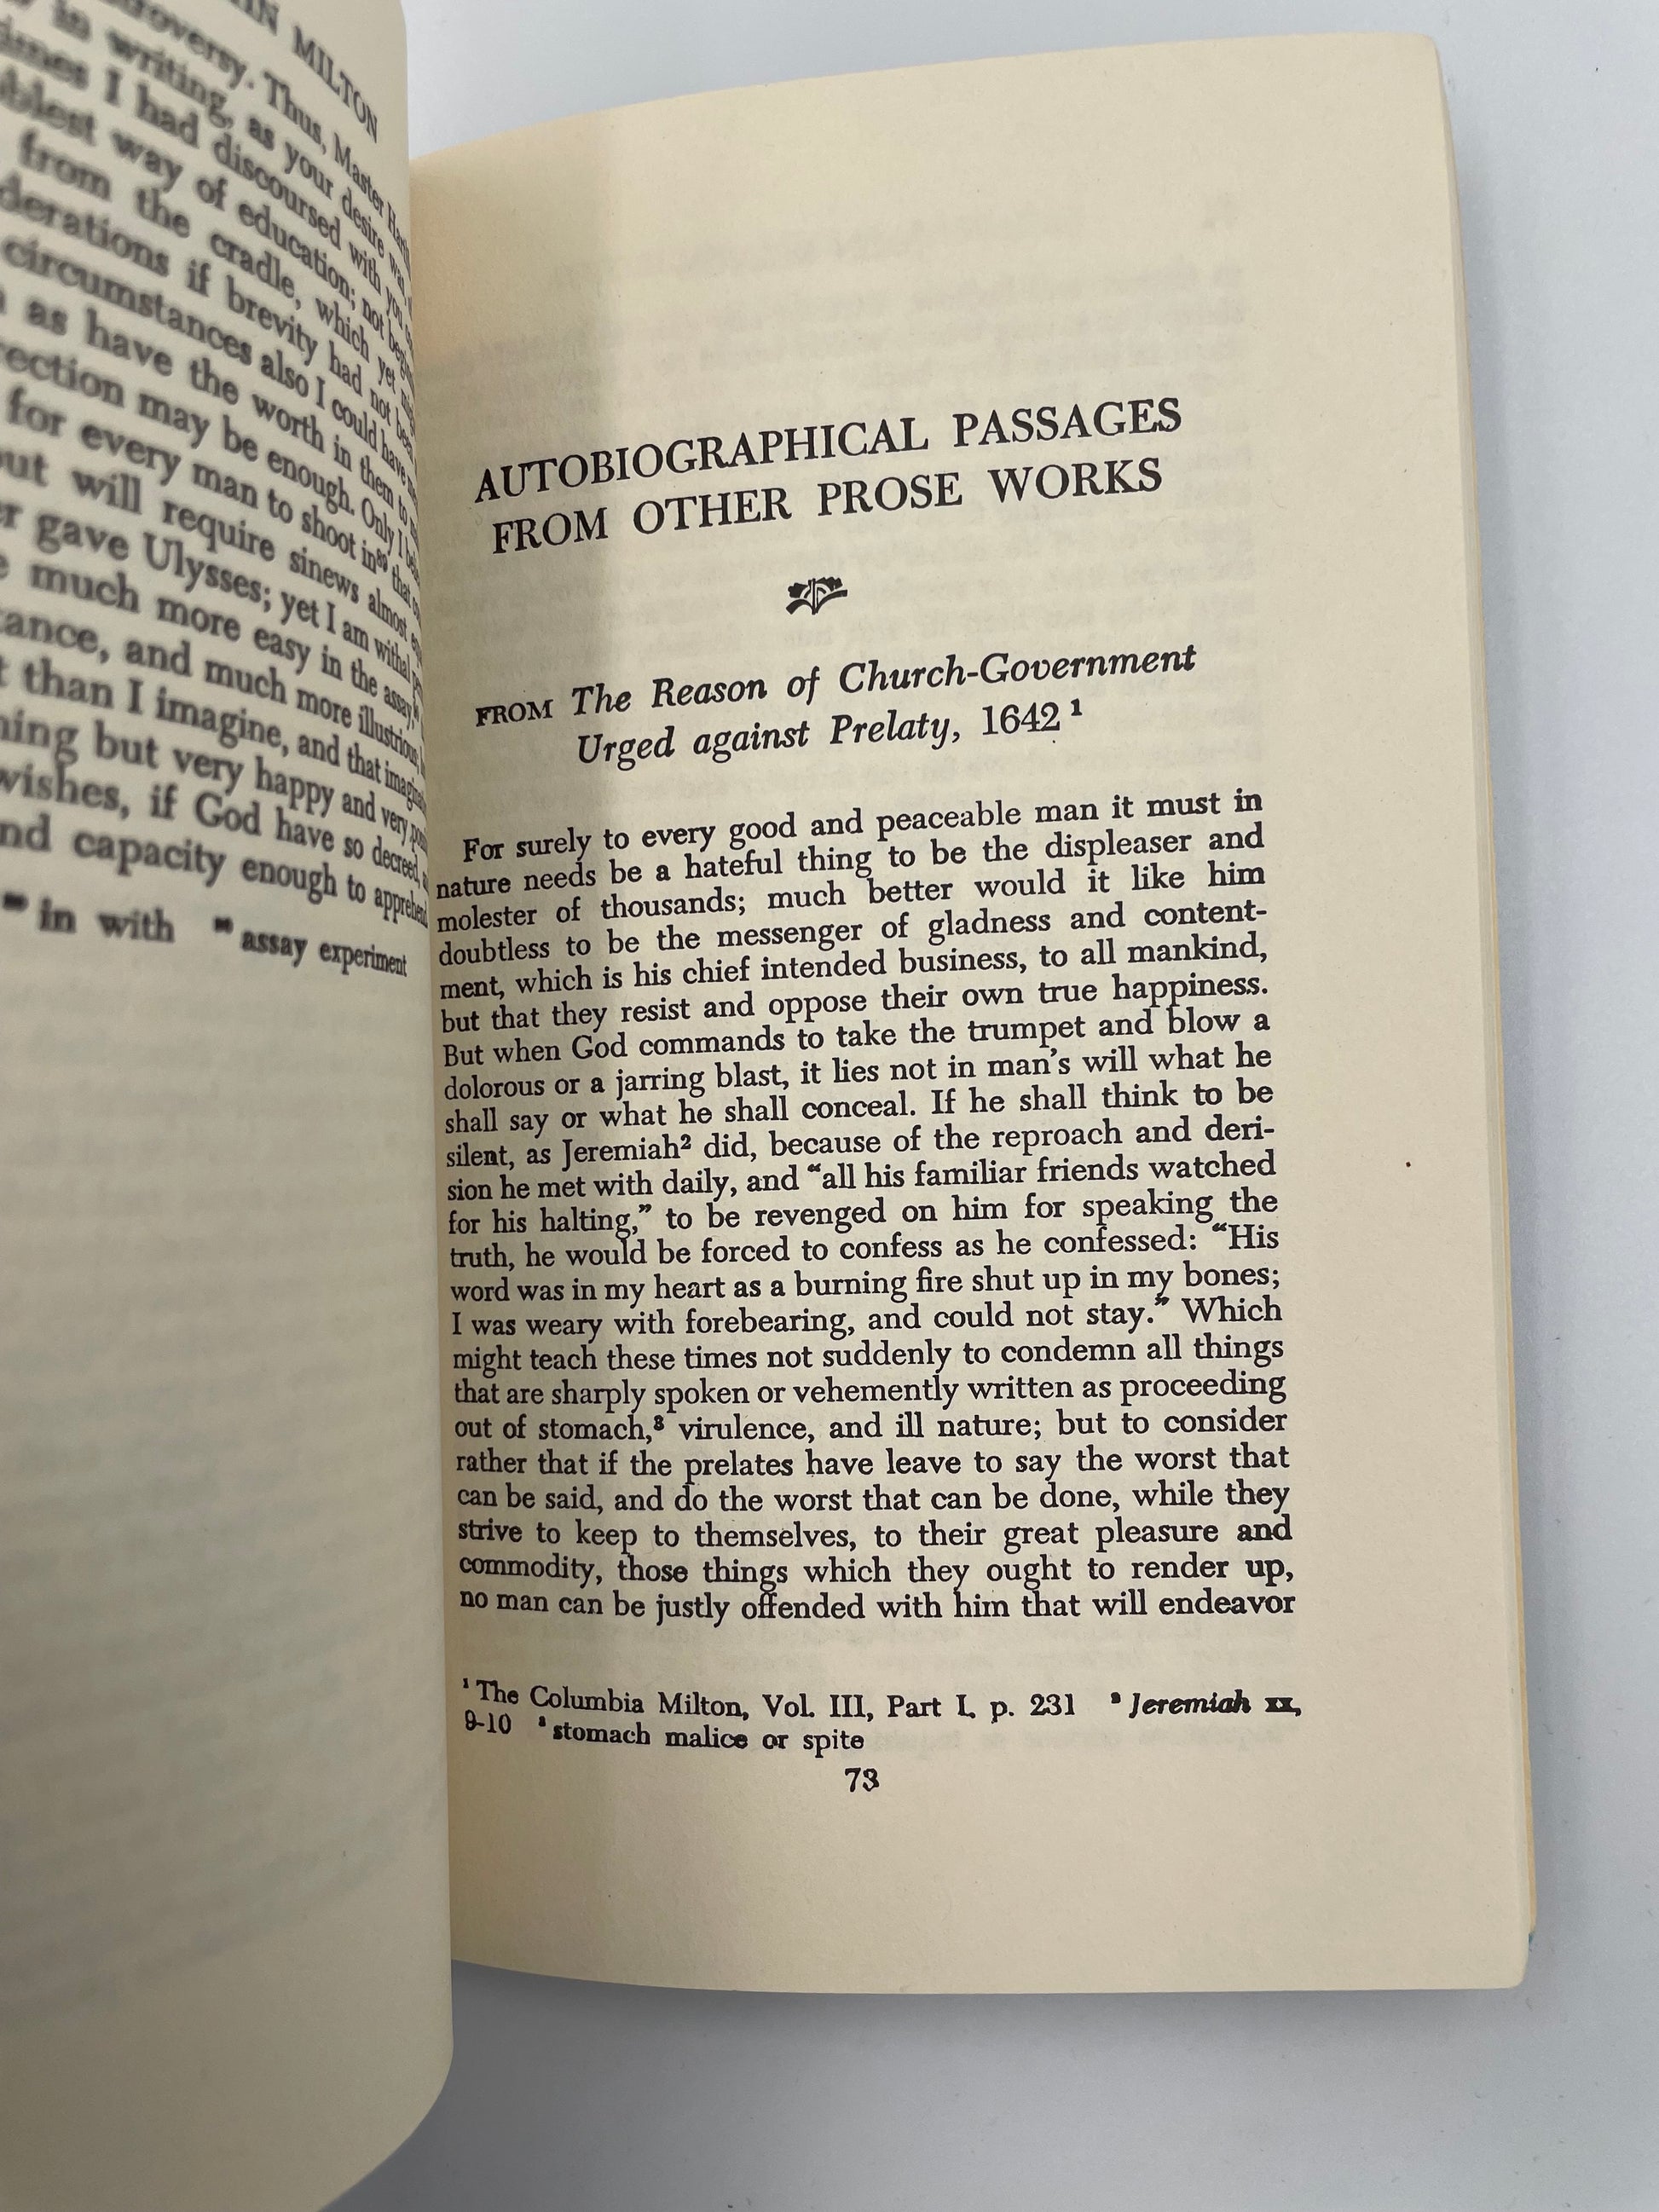 MILTON
controversy. Thus, Master
in writing, as your desire was,
times I had discoursed with you
way of education; not
from the cradle, which yet
if brevity had not been
circumstances also I could have
as have the worth in them to
may be enough. Only I
for every man to shoot in⁸⁹ that
but will require sinews almost
gave Ulysses; yet I am withal
much more easy in the assay,
and much more illustrious;
than I imagine, and that
but very happy and very
wishes, if God have so decreed,
and capacity enough to apprehend
in with assay experiment
AUTOBIOGRAPHICAL PASSAGES
FROM OTHER PROSE WORKS
FROM The Reason of Church-Government
Urged against Prelaty, 1642 ¹
For surely to every good and peaceable man it must in
nature needs be a hateful thing to be the displeaser and
molester of thousands; much better would it like him
doubtless to be the messenger of gladness and content-
ment, which is his chief intended business, to all mankind,
but that they resist and oppose their own true happiness.
But when God commands to take the trumpet and blow a
dolorous or a jarring blast, it lies not in man's will what he
shall say or what he shall conceal. If he shall think to be
silent, as Jeremiah² did, because of the reproach and deri-
sion he met with daily, and “all his familiar friends watched
for his halting,” to be revenged on him for speaking the
truth, he would be forced to confess as he confessed: “His
word was in my heart as a burning fire shut up in my bones;
I was weary with forebearing, and could not stay.” Which
might teach these times not suddenly to condemn all things
that are sharply spoken or vehemently written as proceeding
out of stomach,³ virulence, and ill nature; but to consider
rather that if the prelates have leave to say the worst that
can be said, and do the worst that can be done, while they
strive to keep to themselves, to their great pleasure and
commodity, those things which they ought to render up,
no man can be justly offended with him that will endeavor
¹ The Columbia Milton, Vol. III, Part I, p. 231 ² Jeremiah xx,
9-10 ³ stomach malice or spite
73